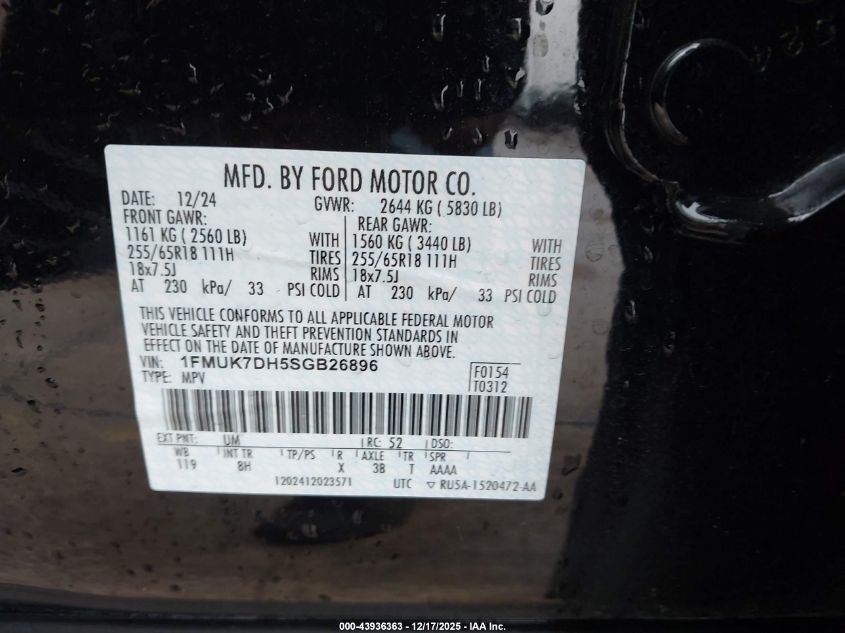 MFD. BY FORD MOTOR CO.
DATE: 12/24 GVWR: 2644 KG ( 5830 LB)
FRONT GAWR: REAR GAWR:
1161 KG ( 2560 LB) WITH 1560 KG ( 3440 LB) WITH
255/65R18 111H TIRES 255/65R18 111H TIRES
18x7.5J RIMS 18x7.5J RIMS
AT 230 kPa/ 33 PSI COLD AT 230 kPa/ 33 PSI COLD
THIS VEHICLE CONFORMS TO ALL APPLICABLE FEDERAL MOTOR
VEHICLE SAFETY AND THEFT PREVENTION STANDARDS IN
EFFECT ON THE DATE OF MANUFACTURE SHOWN ABOVE.
VIN: 1FMUK7DH5SGB26896 F0154
TYPE: MPV T0312
EXT PNT: UM RC: 52 DSO:
WB INT TR TP/PS R AXLE TR SPR
119 8H X 3B T AAAA
1202412023571 UTC ▽ RU5A-1520472-AA
000-43936363 - 12/17/2025 - IAA Inc.